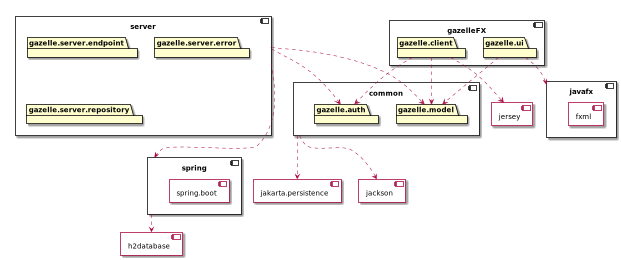 server
gazelle.server.endpoint
gazelle.server.error
gazelle.server.repository
gazelleFX
gazelle.client
gazelle.ui
common
gazelle.auth
gazelle.model
jersey
javafx
fxml
spring
spring.boot
jakarta.persistence
jackson
h2database